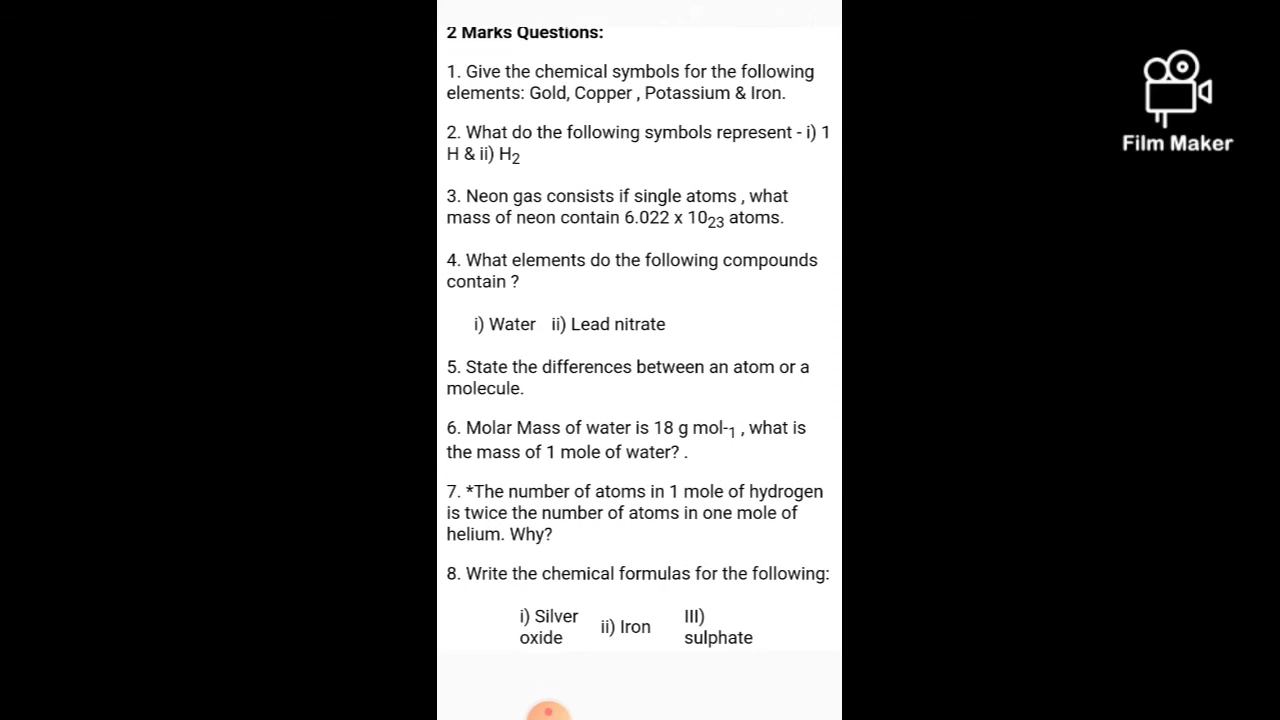 2 Marks Questions:
1. Give the chemical symbols for the following
elements: Gold, Copper , Potassium & Iron.
2. What do the following symbols represent - i) 1
H & ii) H₂
3. Neon gas consists if single atoms , what
mass of neon contain 6.022 x 10₂₃ atoms.
4. What elements do the following compounds
contain ?
i) Water ii) Lead nitrate
5. State the differences between an atom or a
molecule.
6. Molar Mass of water is 18 g mol-₁ , what is
the mass of 1 mole of water? .
7. *The number of atoms in 1 mole of hydrogen
is twice the number of atoms in one mole of
helium. Why?
8. Write the chemical formulas for the following:
i) Silver
oxide
ii) Iron
III)
sulphate
Film Maker